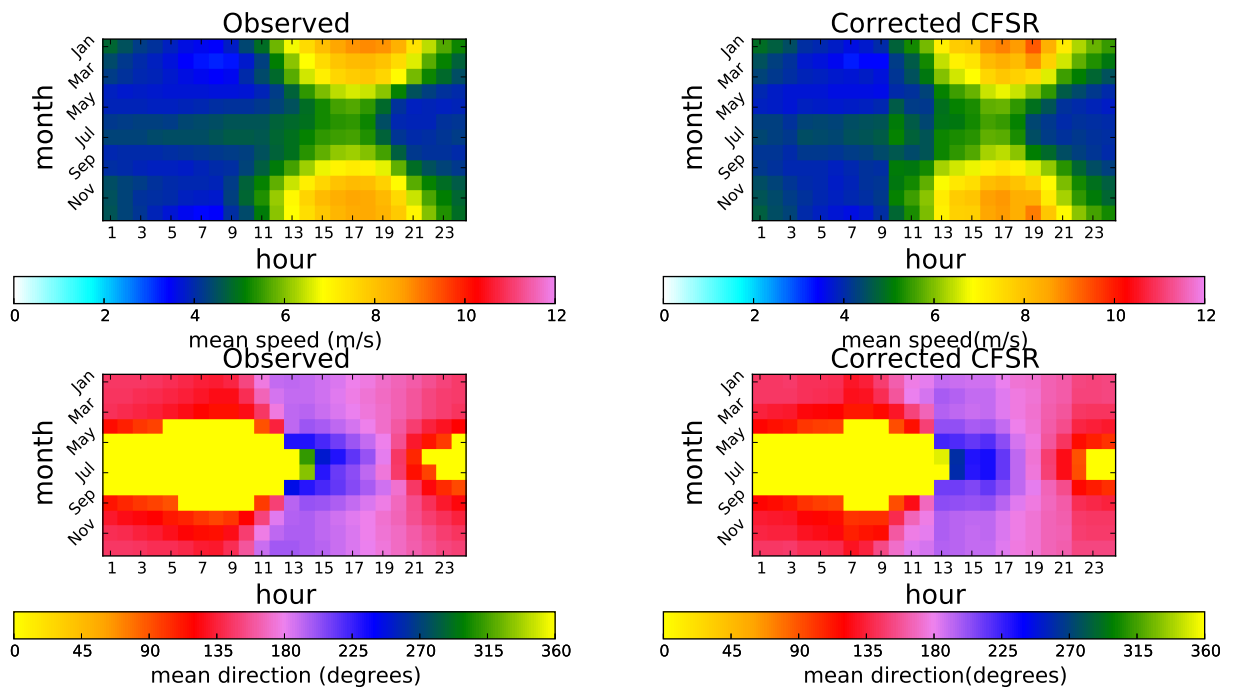 Observed
Jan
Mar
May
Jul
Sep
Nov
month
1 3 5 7 9 11 13 15 17 19 21 23
hour
0 2 4 6 8 10 12
mean speed (m/s)
Corrected CFSR
Jan
Mar
May
Jul
Sep
Nov
month
1 3 5 7 9 11 13 15 17 19 21 23
hour
0 2 4 6 8 10 12
mean speed(m/s)
Observed
Jan
Mar
May
Jul
Sep
Nov
month
1 3 5 7 9 11 13 15 17 19 21 23
hour
0 45 90 135 180 225 270 315 360
mean direction (degrees)
Corrected CFSR
Jan
Mar
May
Jul
Sep
Nov
month
1 3 5 7 9 11 13 15 17 19 21 23
hour
0 45 90 135 180 225 270 315 360
mean direction(degrees)